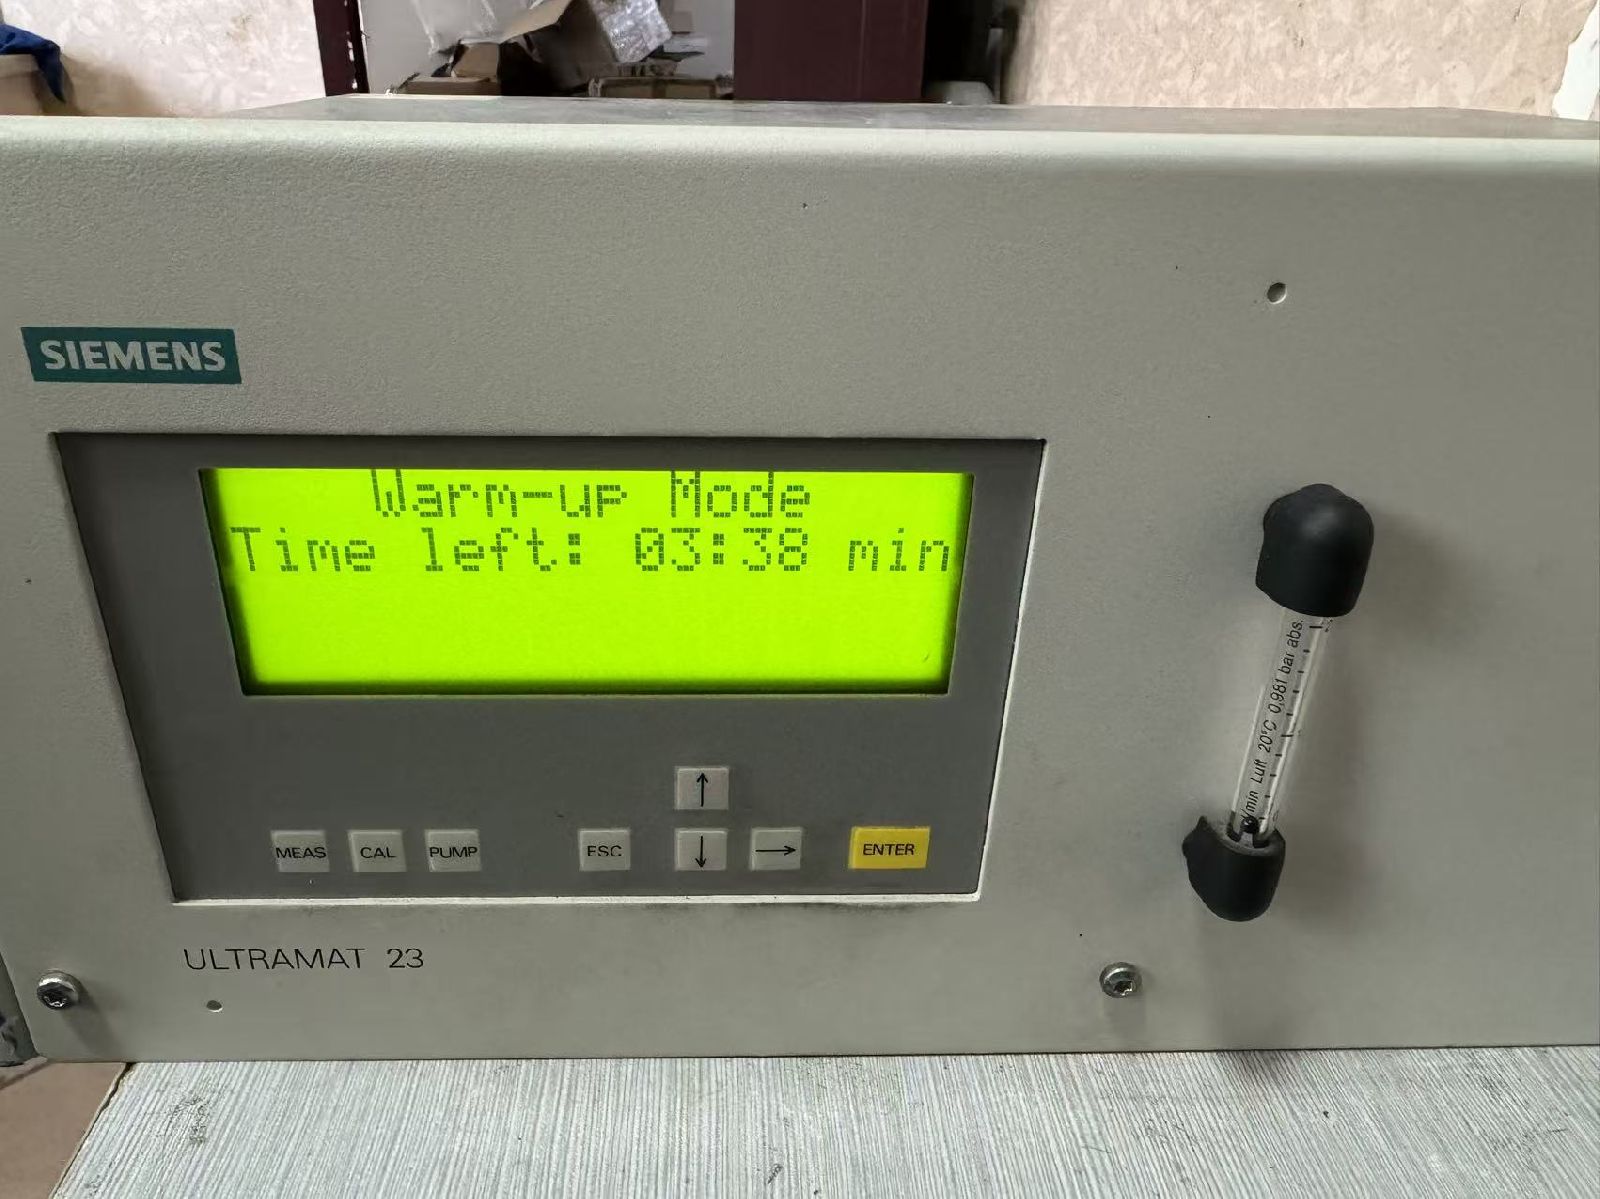 SIEMENS
Warm-up Mode
Time left: 03:38 min
MEAS CAL PUMP ESC ↑ ↓ → ENTER
ULTRAMAT 23
/min Luft 20°C 0,981 bar abs.